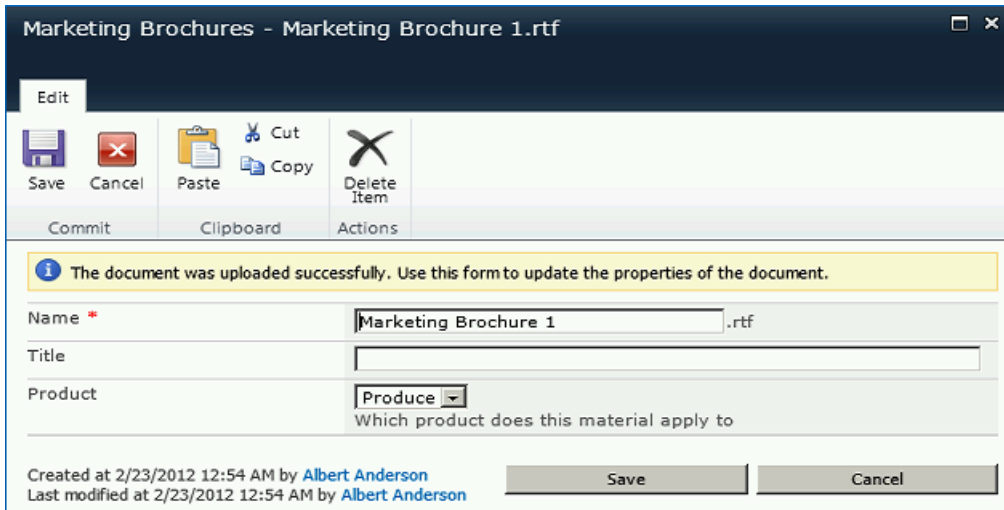 Marketing Brochures - Marketing Brochure 1.rtf
Edit
Save
Cancel
Paste
Cut
Copy
Delete
Item
Commit
Clipboard
Actions
The document was uploaded successfully. Use this form to update the properties of the document.
Name *
Marketing Brochure 1 .rtf
Title
Product
Produce
Which product does this material apply to
Created at 2/23/2012 12:54 AM by Albert Anderson
Last modified at 2/23/2012 12:54 AM by Albert Anderson
Save
Cancel